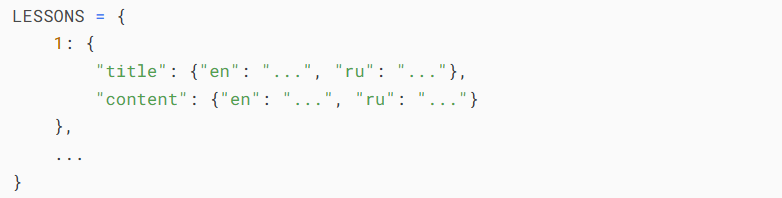 LESSONS = {
    1: {
        "title": {"en": "...", "ru": "..."},
        "content": {"en": "...", "ru": "..."}
    },
    ...
}